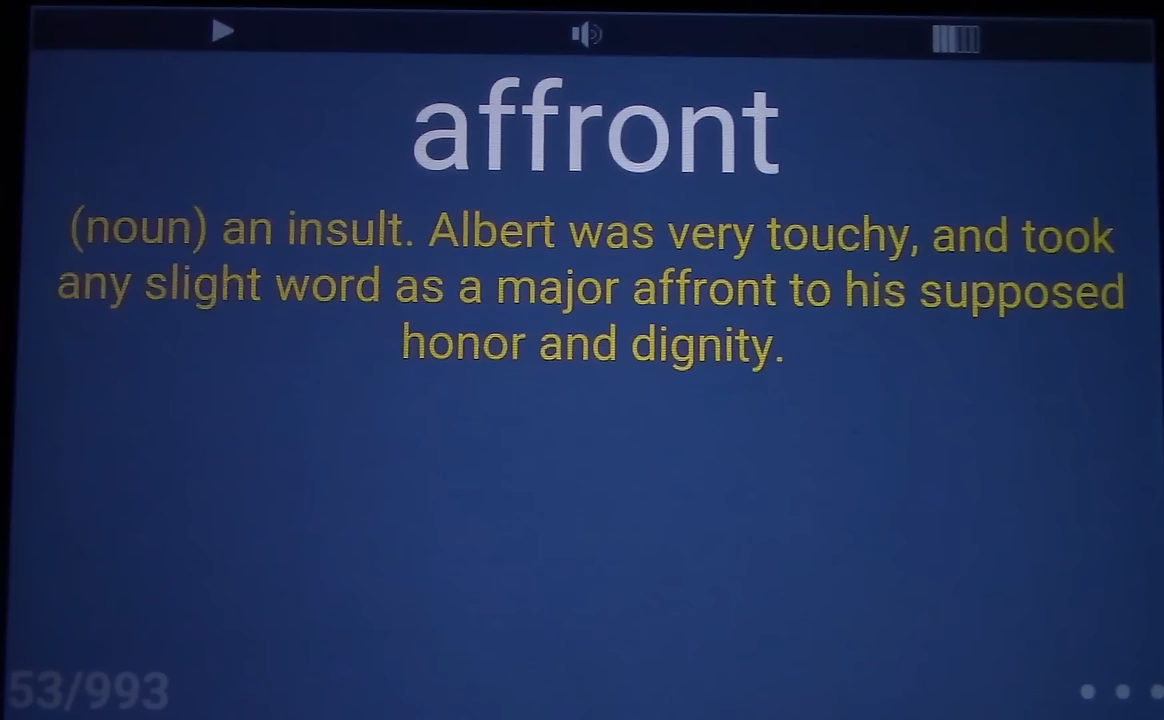 affront
(noun) an insult. Albert was very touchy, and took
any slight word as a major affront to his supposed
honor and dignity.
53/993